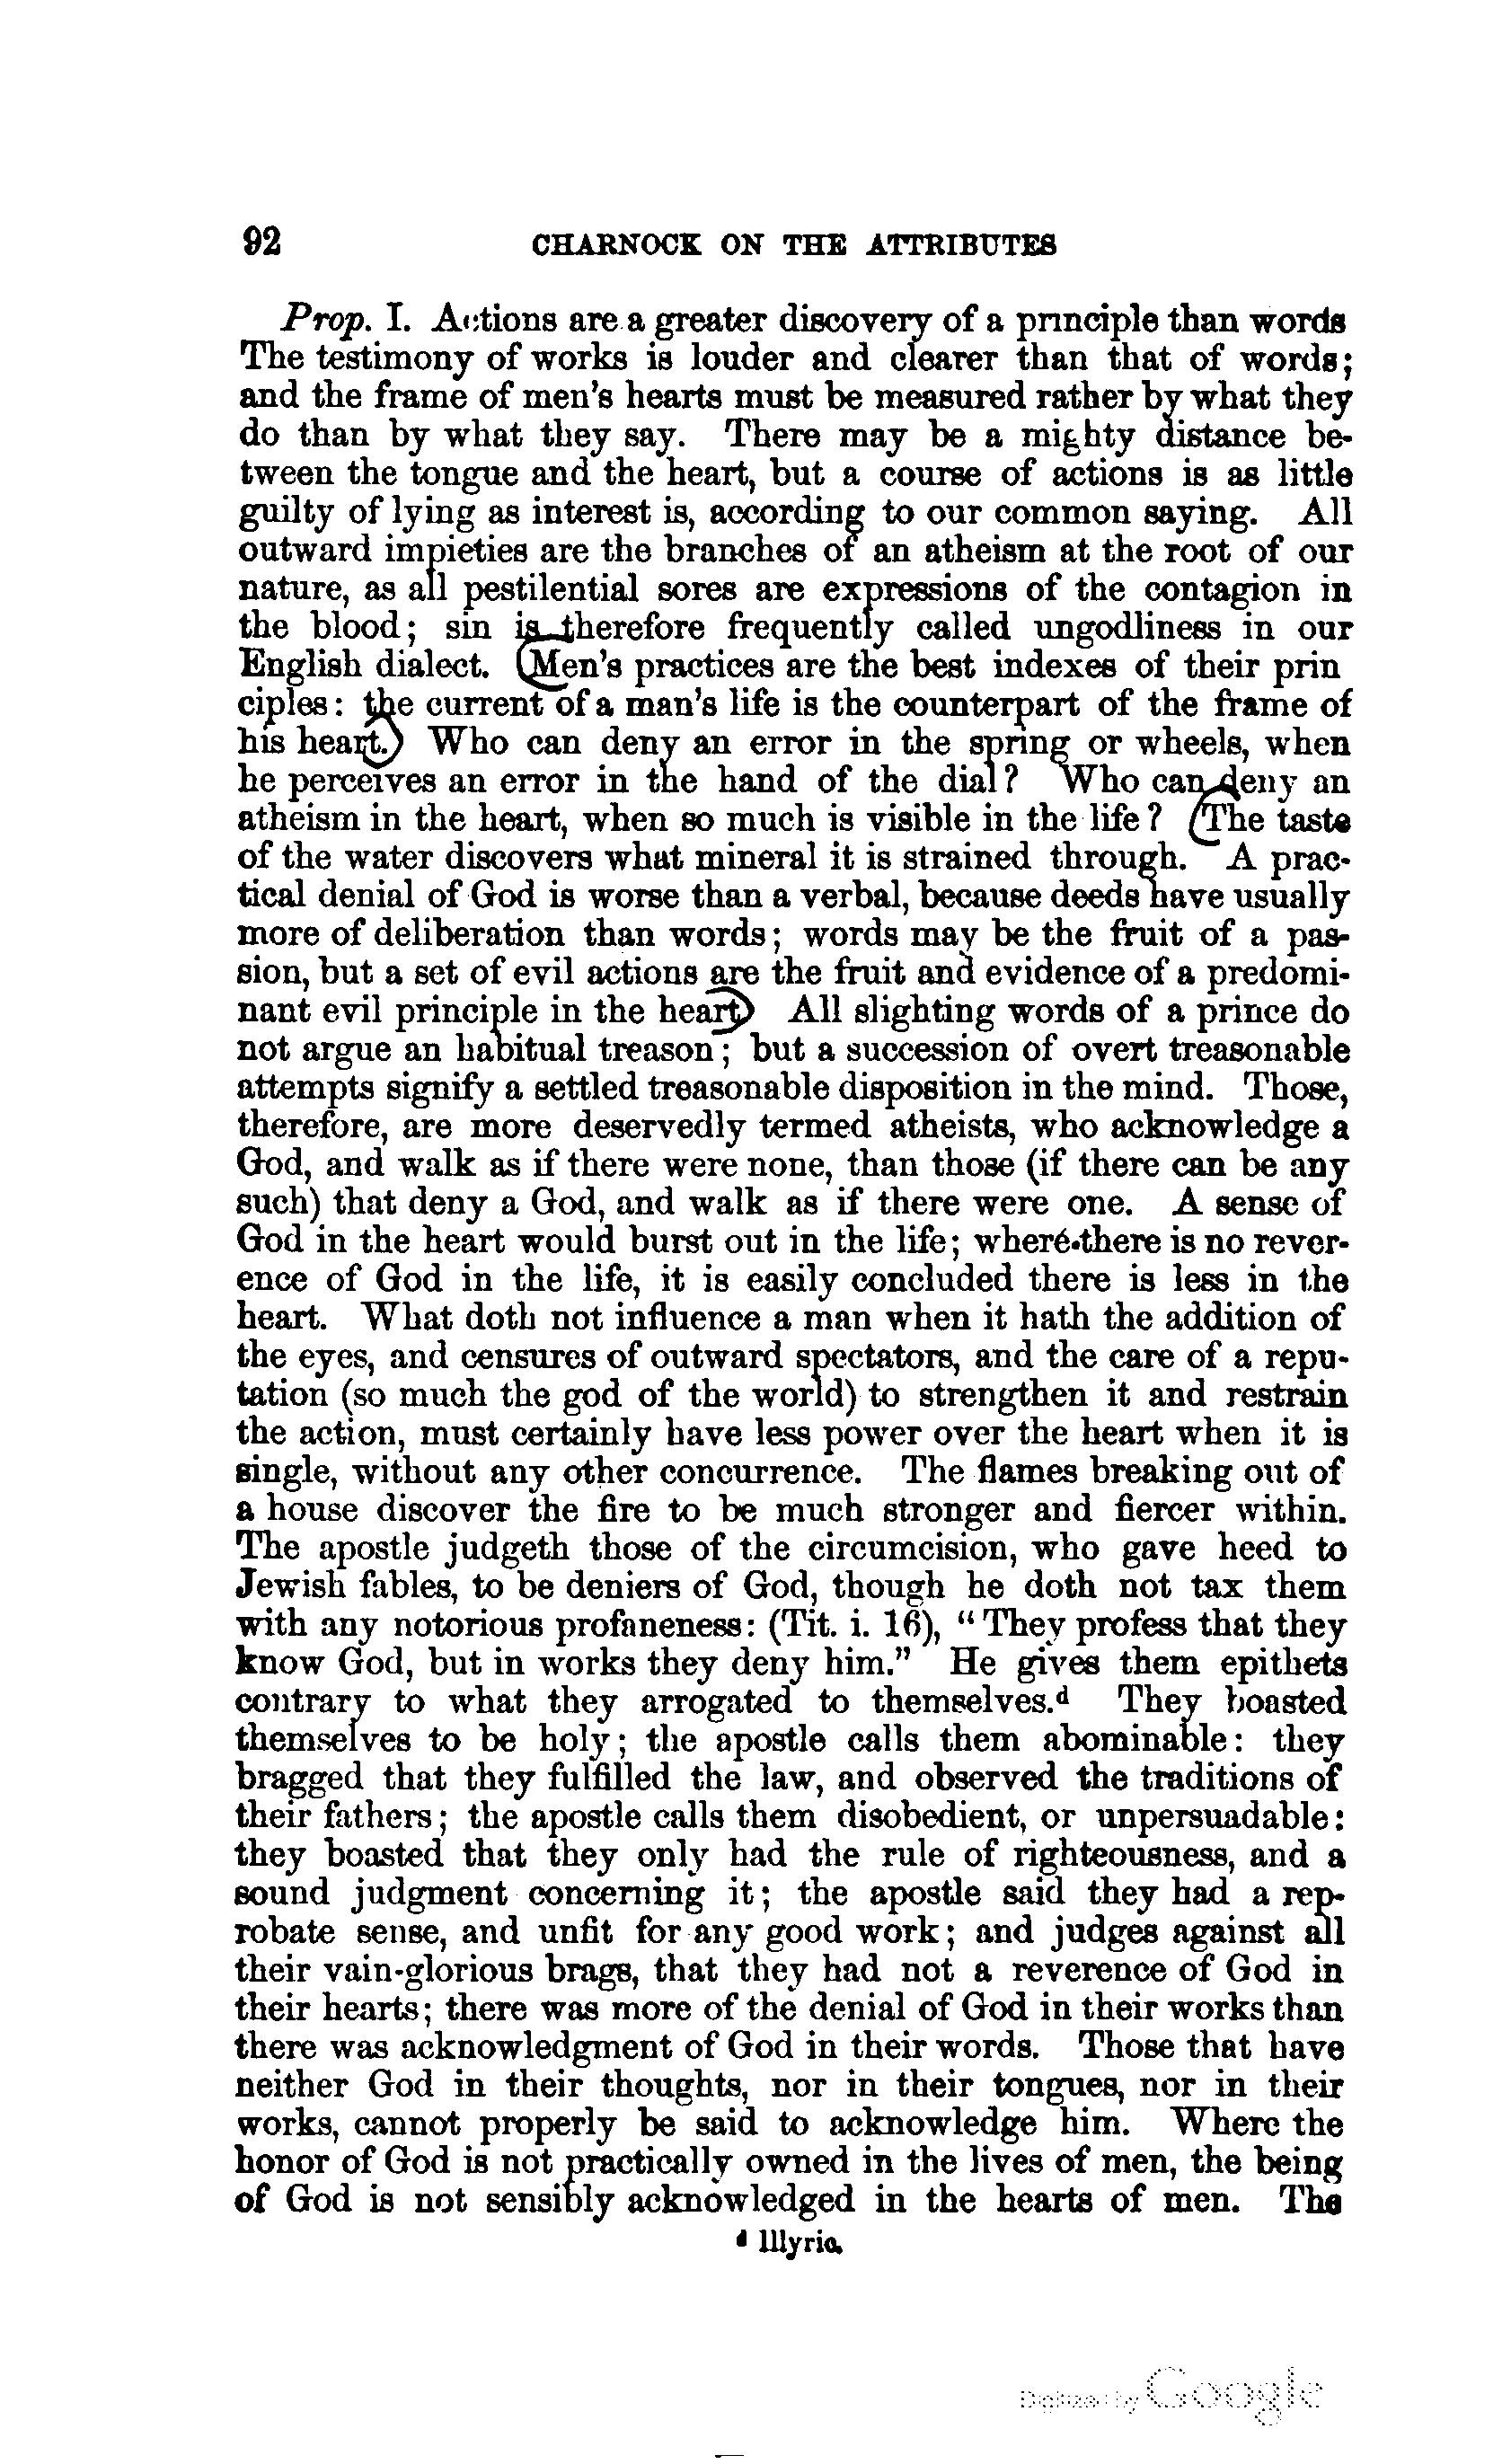 92 CHARNOCK ON THE ATTRIBUTES
Prop. I. Actions are a greater discovery of a principle than words
The testimony of works is louder and clearer than that of words;
and the frame of men's hearts must be measured rather by what they
do than by what they say. There may be a mighty distance be-
tween the tongue and the heart, but a course of actions is as little
guilty of lying as interest is, according to our common saying. All
outward impieties are the branches of an atheism at the root of our
nature, as all pestilential sores are expressions of the contagion in
the blood; sin is therefore frequently called ungodliness in our
English dialect. (Men's practices are the best indexes of their prin
ciples: the current of a man's life is the counterpart of the frame of
his heart.) Who can deny an error in the spring or wheels, when
he perceives an error in the hand of the dial? Who can deny an
atheism in the heart, when so much is visible in the life? (The taste
of the water discovers what mineral it is strained through. A prac-
tical denial of God is worse than a verbal, because deeds have usually
more of deliberation than words; words may be the fruit of a pas-
sion, but a set of evil actions are the fruit and evidence of a predomi-
nant evil principle in the heart) All slighting words of a prince do
not argue an habitual treason; but a succession of overt treasonable
attempts signify a settled treasonable disposition in the mind. Those,
therefore, are more deservedly termed atheists, who acknowledge a
God, and walk as if there were none, than those (if there can be any
such) that deny a God, and walk as if there were one. A sense of
God in the heart would burst out in the life; where there is no rever-
ence of God in the life, it is easily concluded there is less in the
heart. What doth not influence a man when it hath the addition of
the eyes, and censures of outward spectators, and the care of a repu-
tation (so much the god of the world) to strengthen it and restrain
the action, must certainly have less power over the heart when it is
single, without any other concurrence. The flames breaking out of
a house discover the fire to be much stronger and fiercer within.
The apostle judgeth those of the circumcision, who gave heed to
Jewish fables, to be deniers of God, though he doth not tax them
with any notorious profaneness: (Tit. i. 16), "They profess that they
know God, but in works they deny him." He gives them epithets
contrary to what they arrogated to themselves.d They boasted
themselves to be holy; the apostle calls them abominable: they
bragged that they fulfilled the law, and observed the traditions of
their fathers; the apostle calls them disobedient, or unpersuadable:
they boasted that they only had the rule of righteousness, and a
sound judgment concerning it; the apostle said they had a rep-
robate sense, and unfit for any good work; and judges against all
their vain-glorious brags, that they had not a reverence of God in
their hearts; there was more of the denial of God in their works than
there was acknowledgment of God in their words. Those that have
neither God in their thoughts, nor in their tongues, nor in their
works, cannot properly be said to acknowledge him. Where the
honor of God is not practically owned in the lives of men, the being
of God is not sensibly acknowledged in the hearts of men. The
d Illyric.
Digitized by Google